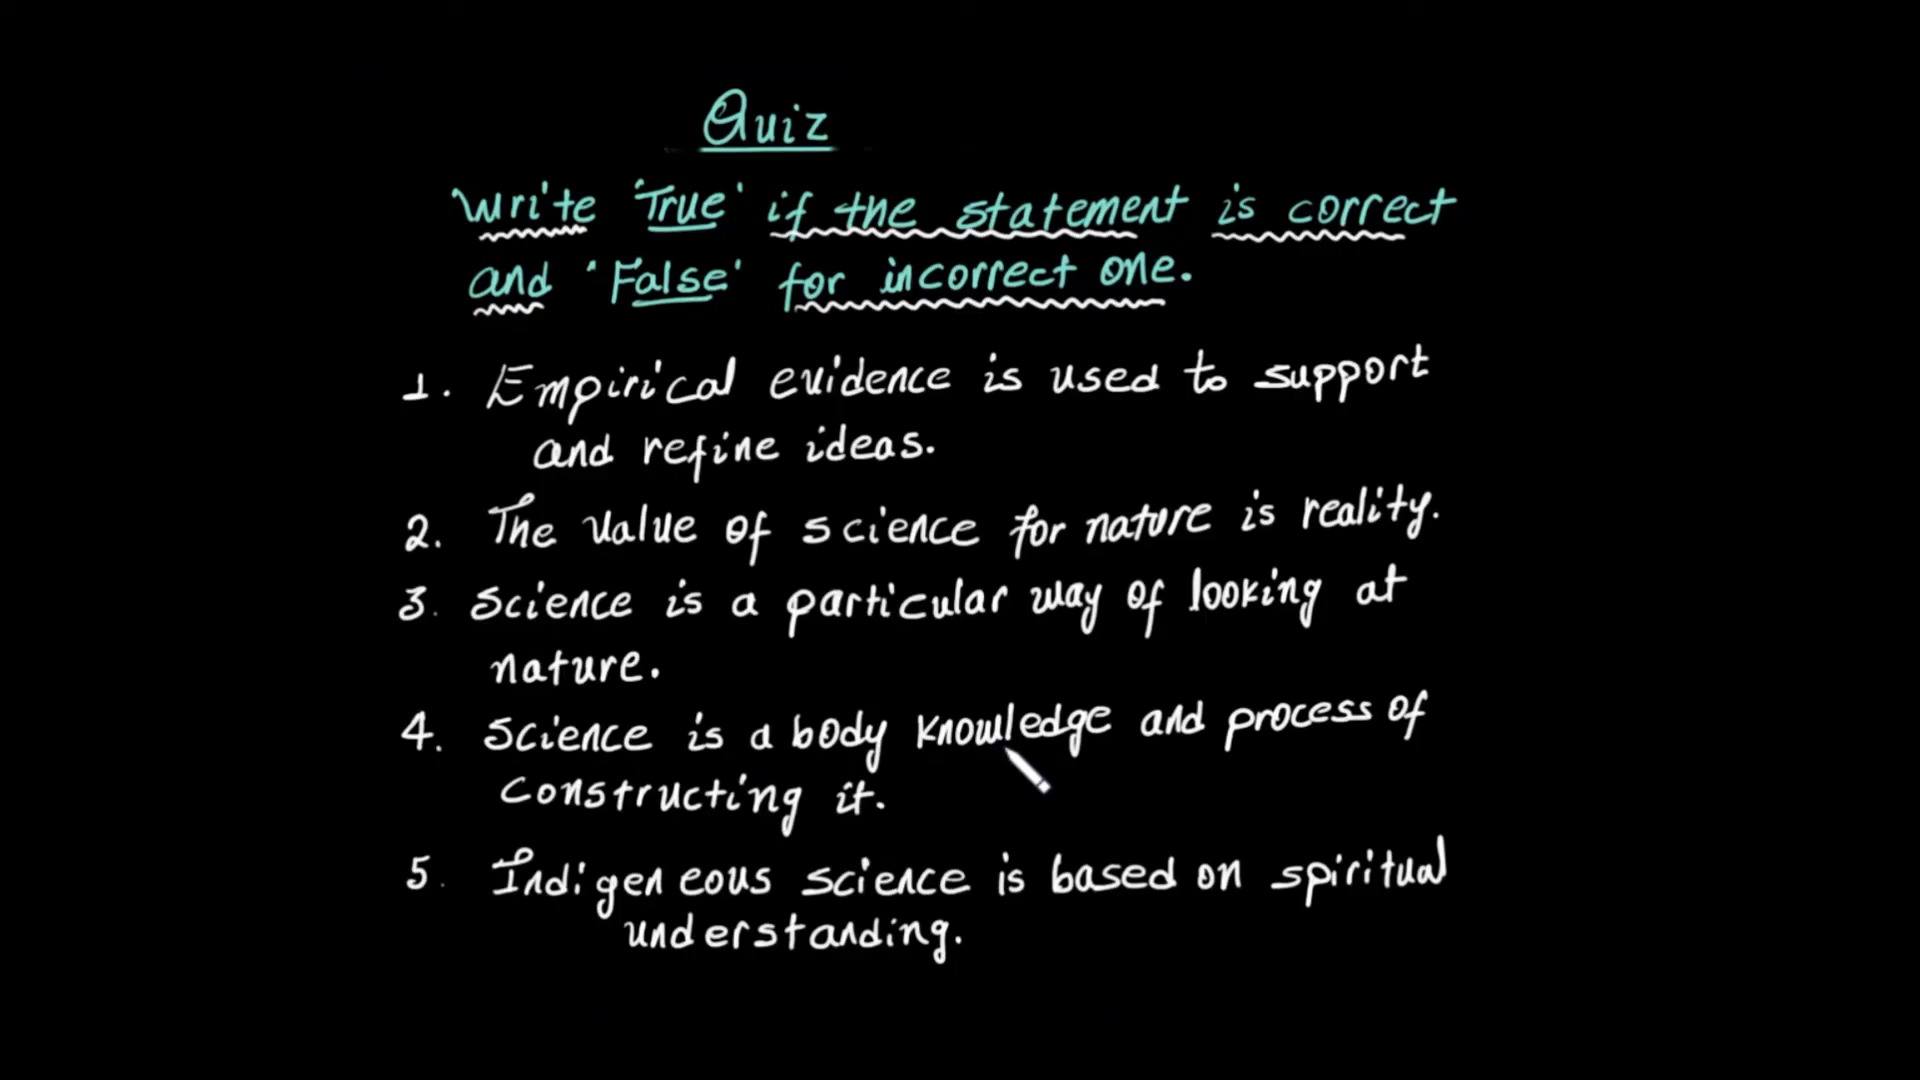 Quiz
Write 'True' if the statement is correct
and 'False' for incorrect one.
1. Empirical evidence is used to support
and refine ideas.
2. The value of science for nature is reality.
3. Science is a particular way of looking at
nature.
4. Science is a body knowledge and process of
constructing it.
5. Indigeneous science is based on spiritual
understanding.